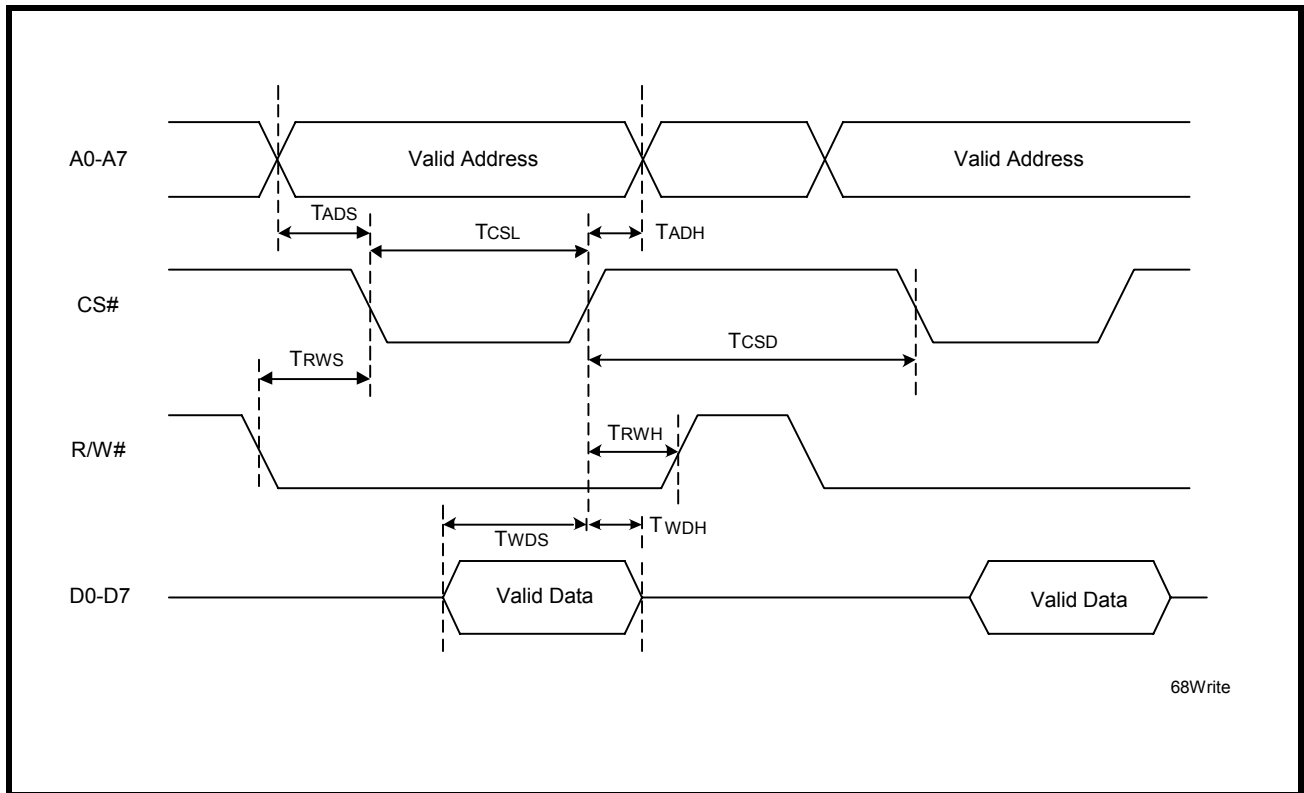 A0-A7
Valid Address
Valid Address
TADS
TCSL
TADH
CS#
TCSD
TRWS
R/W#
TRWH
TWDS
TWDH
D0-D7
Valid Data
Valid Data
68Write